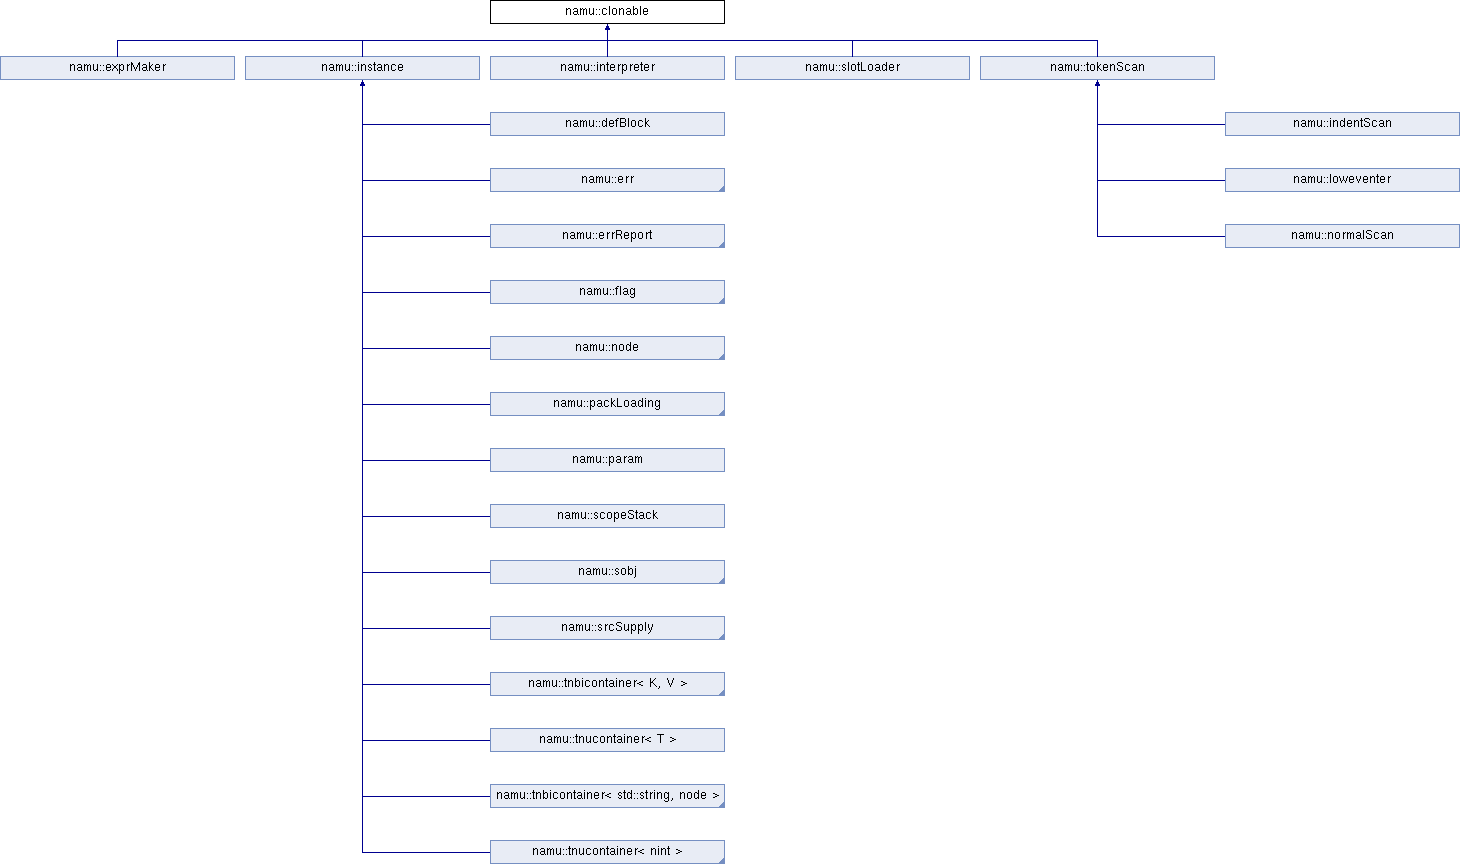 namu::clonable
namu::exprMaker
namu::instance
namu::interpreter
namu::slotLoader
namu::tokenScan
namu::defBlock
namu::indentScan
namu::err
namu::loweventer
namu::errReport
namu::normalScan
namu::flag
namu::node
namu::packLoading
namu::param
namu::scopeStack
namu::sobj
namu::srcSupply
namu::tnbicontainer< K, V >
namu::tnucontainer< T >
namu::tnbicontainer< std::string, node >
namu::tnucontainer< nint >